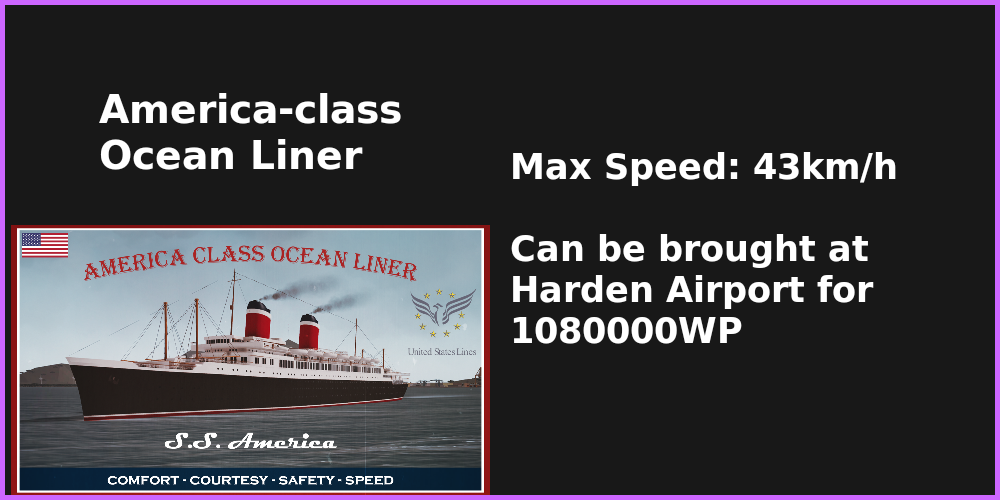 America-class
Ocean Liner
Max Speed: 43km/h
Can be brought at
Harden Airport for
1080000WP
AMERICA CLASS OCEAN LINER
United States Lines
S.S. America
COMFORT - COURTESY - SAFETY - SPEED